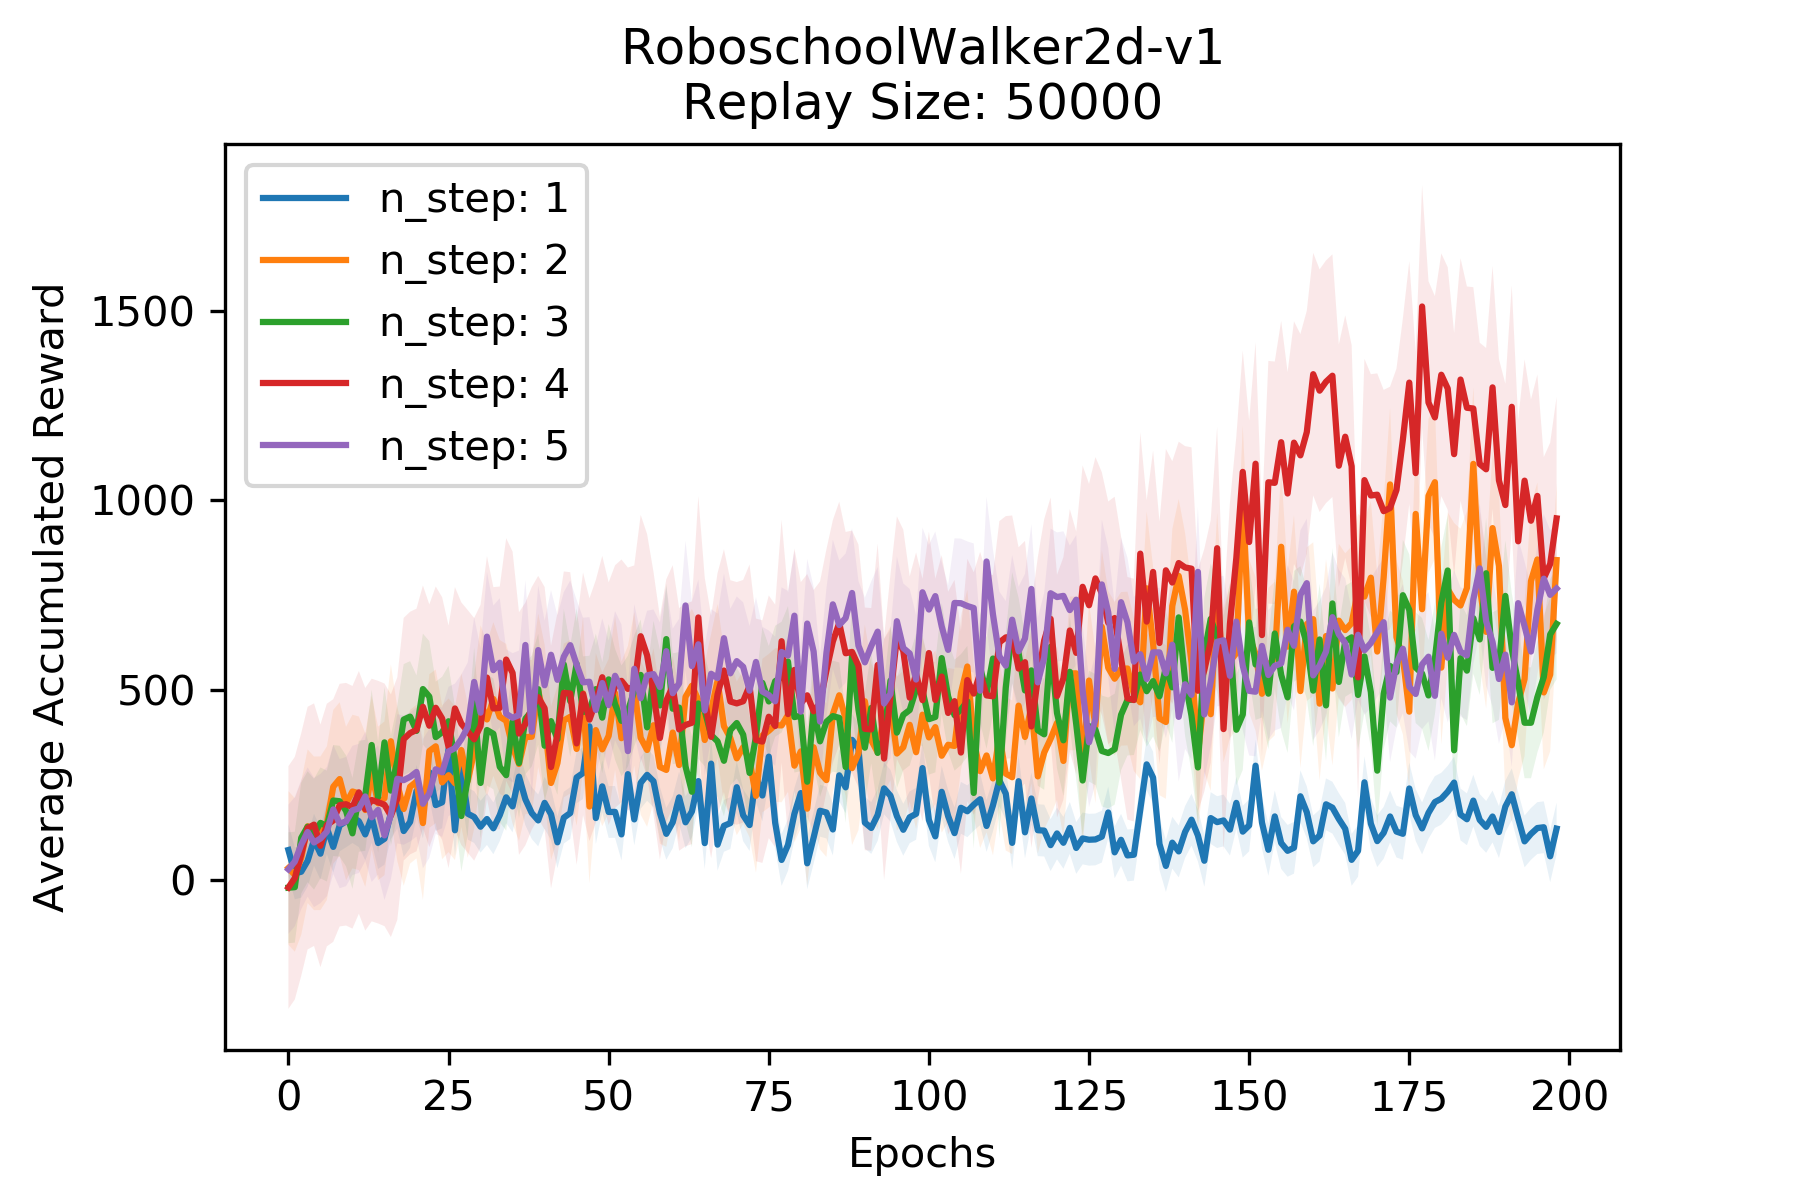 RoboschoolWalker2d-v1
Replay Size: 50000
n_step: 1
n_step: 2
n_step: 3
n_step: 4
n_step: 5
Average Accumulated Reward
1500
1000
500
0
0 25 50 75 100 125 150 175 200
Epochs